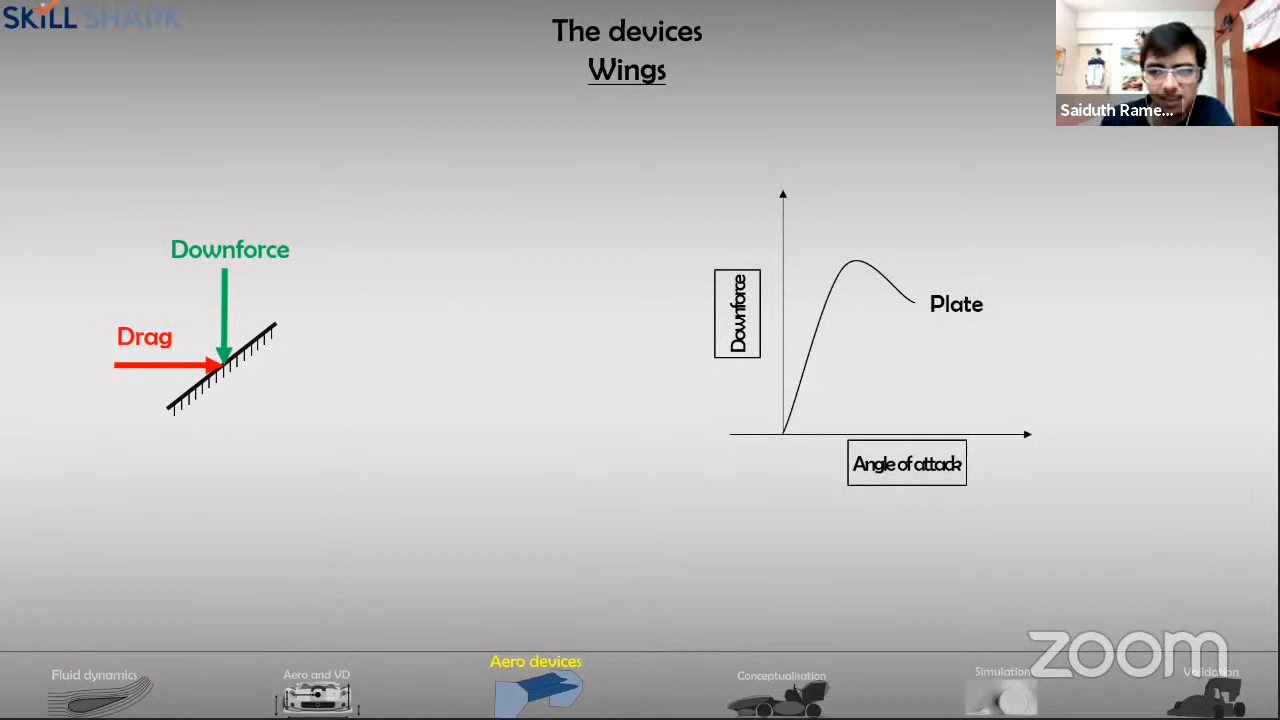 SKILL SHARK
The devices
Wings
Saiduth Rame...
Downforce
Drag
Downforce
Plate
Angle of attack
Fluid dynamics
Aero and VD
Aero devices
Conceptualisation
Simulation
Validation
zoom